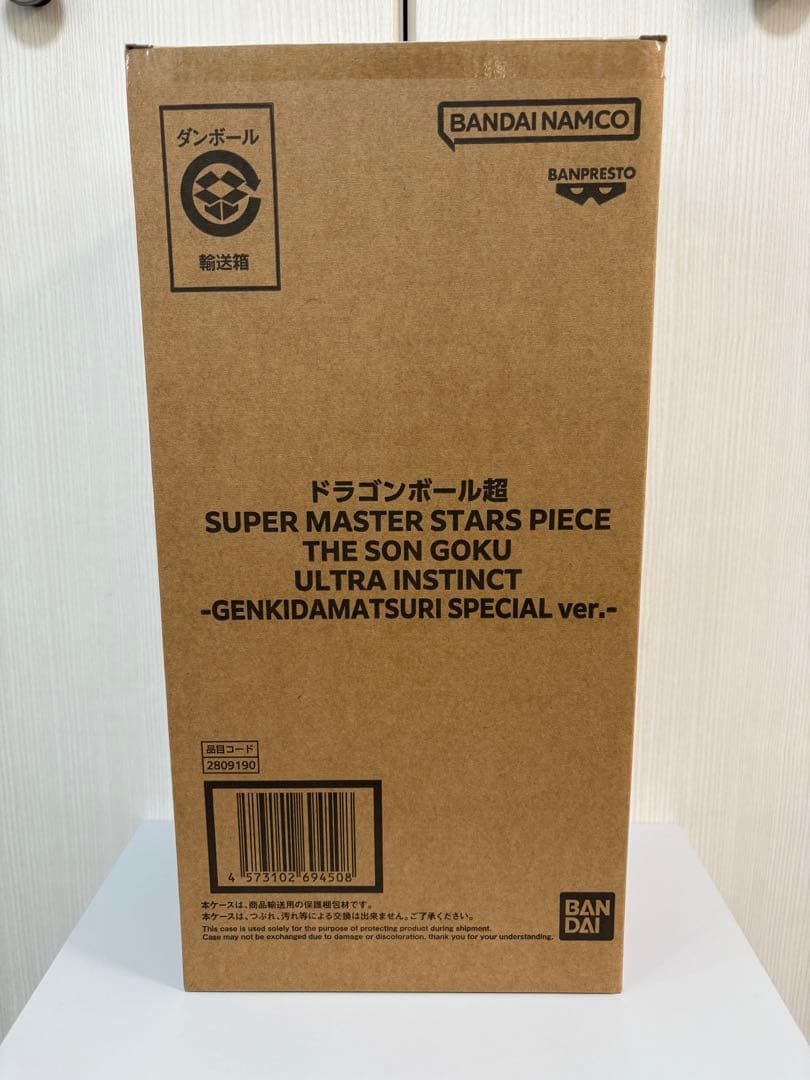 ダンボール
輸送箱
BANDAI NAMCO
BANPRESTO
ドラゴンボール超
SUPER MASTER STARS PIECE
THE SON GOKU
ULTRA INSTINCT
-GENKIDAMATSURI SPECIAL ver.-
品目コード
2809190
4 573102 694508
本ケースは、商品輸送用の保護梱包材です。
本ケースは、つぶれ、汚れ等による交換は出来ません。ご了承ください。
This case is used solely for the purpose of protecting product during shipment.
Case may not be exchanged due to damage or discoloration, thank you for your understanding.
BAN
DAI